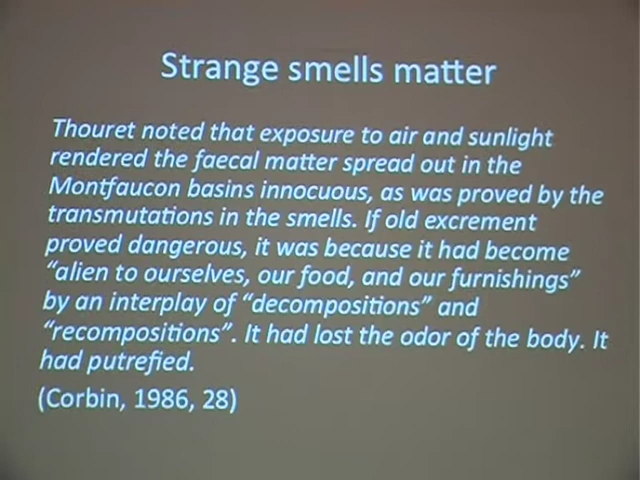 Strange smells matter
Thouret noted that exposure to air and sunlight
rendered the faecal matter spread out in the
Montfaucon basins innocuous, as was proved by the
transmutations in the smells. If old excrement
proved dangerous, it was because it had become
“alien to ourselves, our food, and our furnishings”
by an interplay of “decompositions” and
“recompositions”. It had lost the odor of the body. It
had putrefied.
(Corbin, 1986, 28)